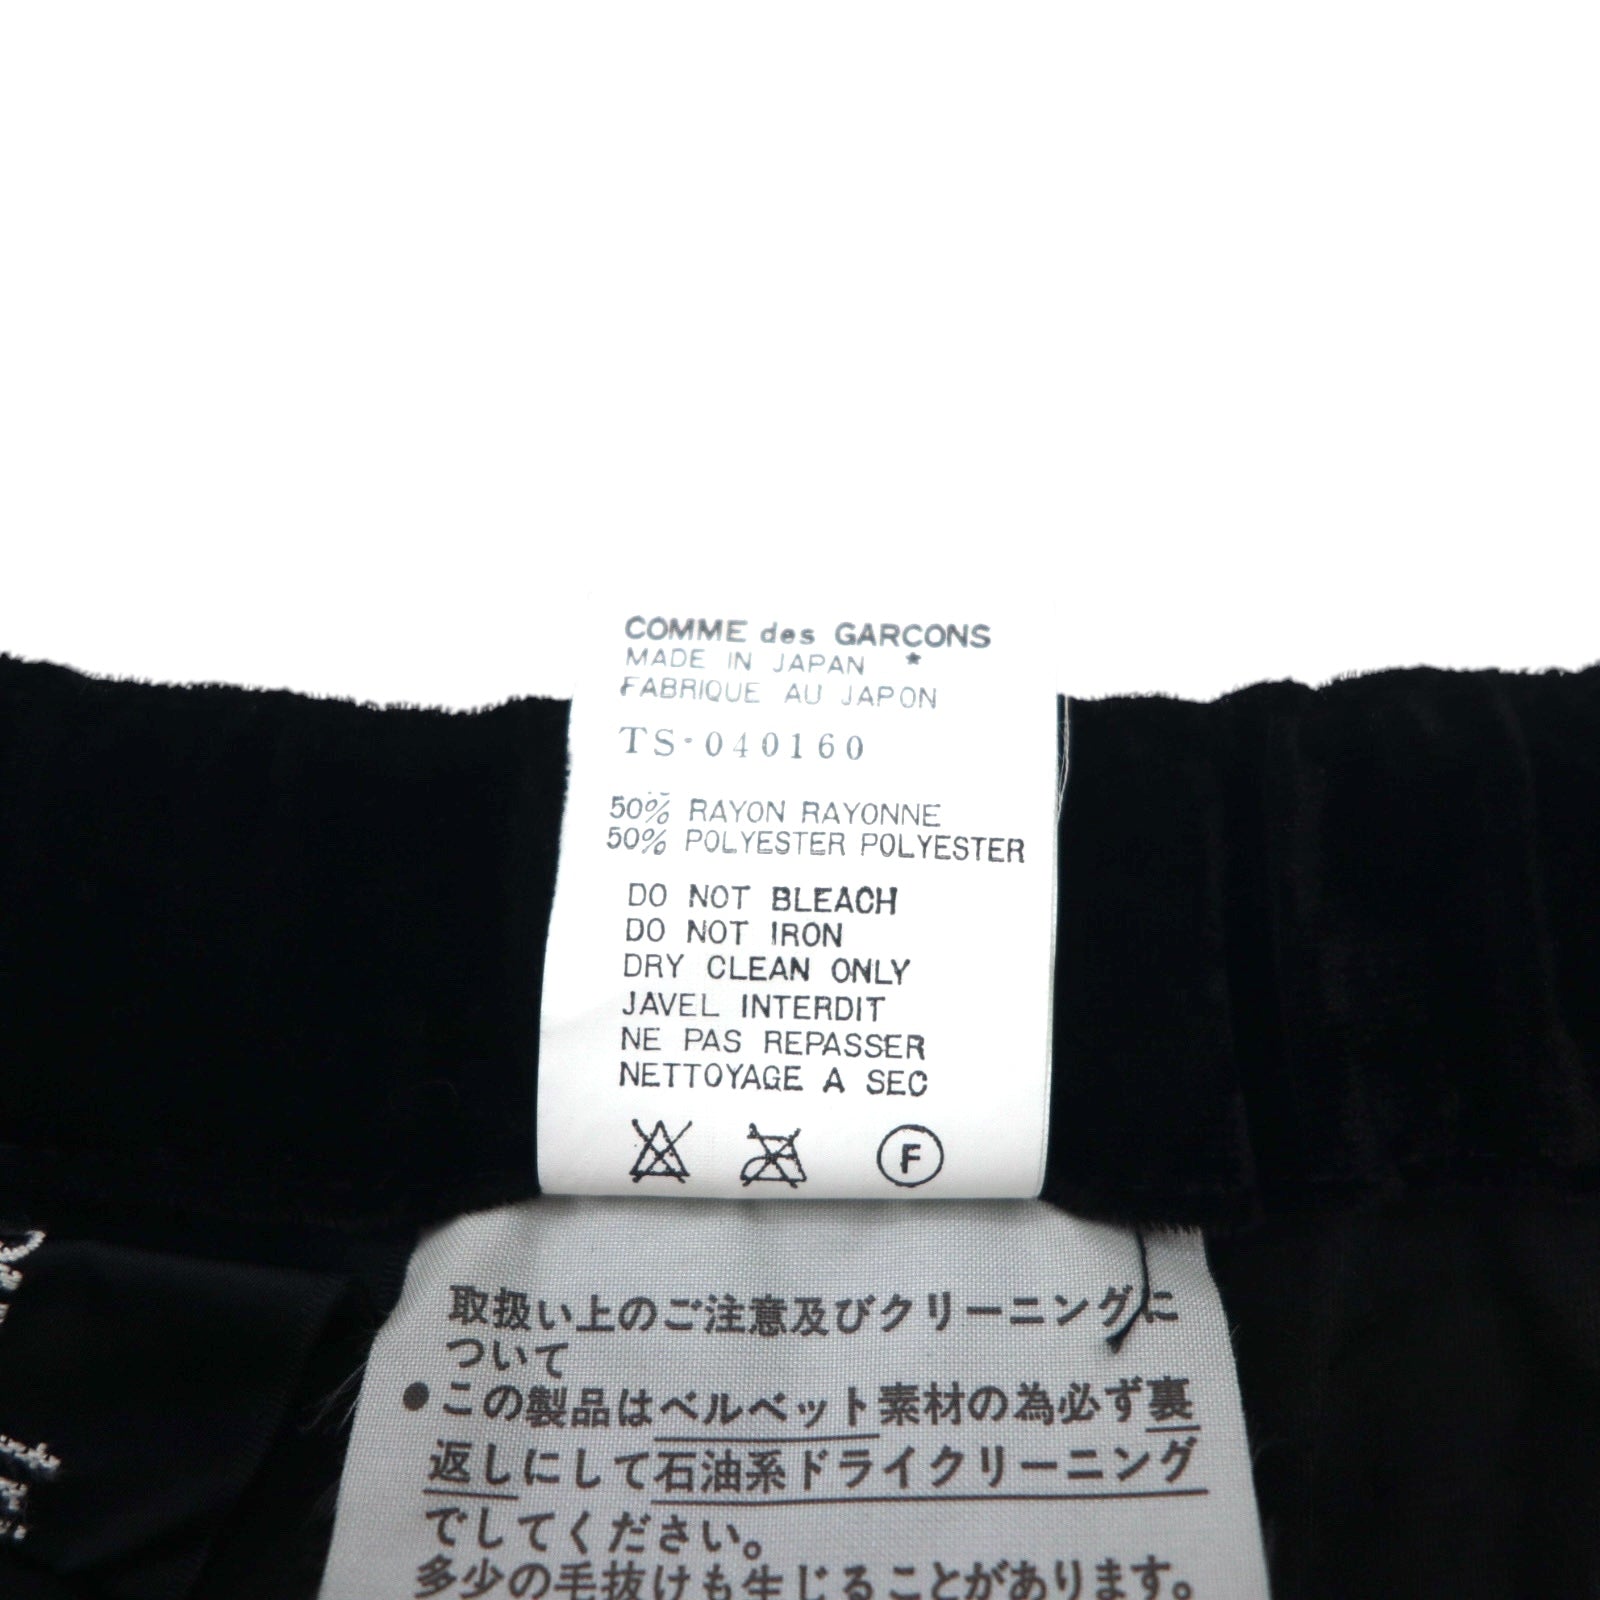 COMME des GARCONS
MADE IN JAPAN *
FABRIQUE AU JAPON
TS·040160
50% RAYON RAYONNE
50% POLYESTER POLYESTER
DO NOT BLEACH
DO NOT IRON
DRY CLEAN ONLY
JAVEL INTERDIT
NE PAS REPASSER
NETTOYAGE A SEC
F
取扱い上のご注意及びクリーニングに
ついて
●この製品はベルベット素材の為必ず裏
返しにして石油系ドライクリーニング
でしてください。
多少の毛抜けも生じることがあります。